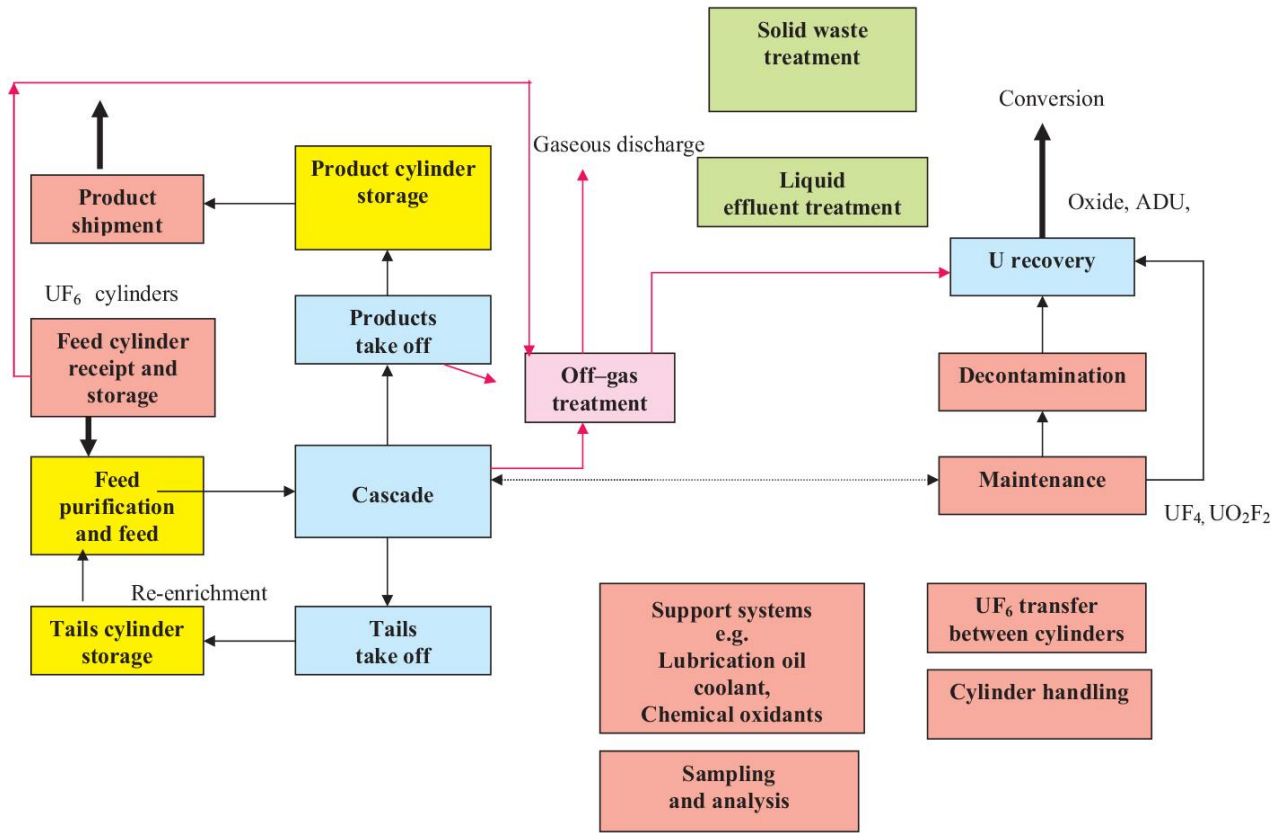 Solid waste
treatment
Conversion
Gaseous discharge
Product cylinder
storage
Product
shipment
Liquid
effluent treatment
Oxide, ADU,
U recovery
UF₆ cylinders
Products
take off
Feed cylinder
receipt and
storage
Off–gas
treatment
Decontamination
Feed
purification
and feed
Cascade
Maintenance
UF₄, UO₂F₂
Re-enrichment
Tails cylinder
storage
Tails
take off
Support systems
e.g.
Lubrication oil
coolant,
Chemical oxidants
UF₆ transfer
between cylinders
Cylinder handling
Sampling
and analysis